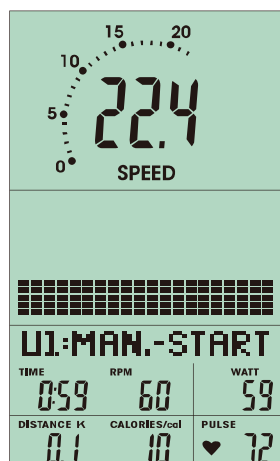 15 20
10
5
0
22.4
SPEED
U1:MAN.-START
TIME RPM WATT
0:59 60 59
DISTANCE K CALORIES/cal PULSE
0.1 10 72